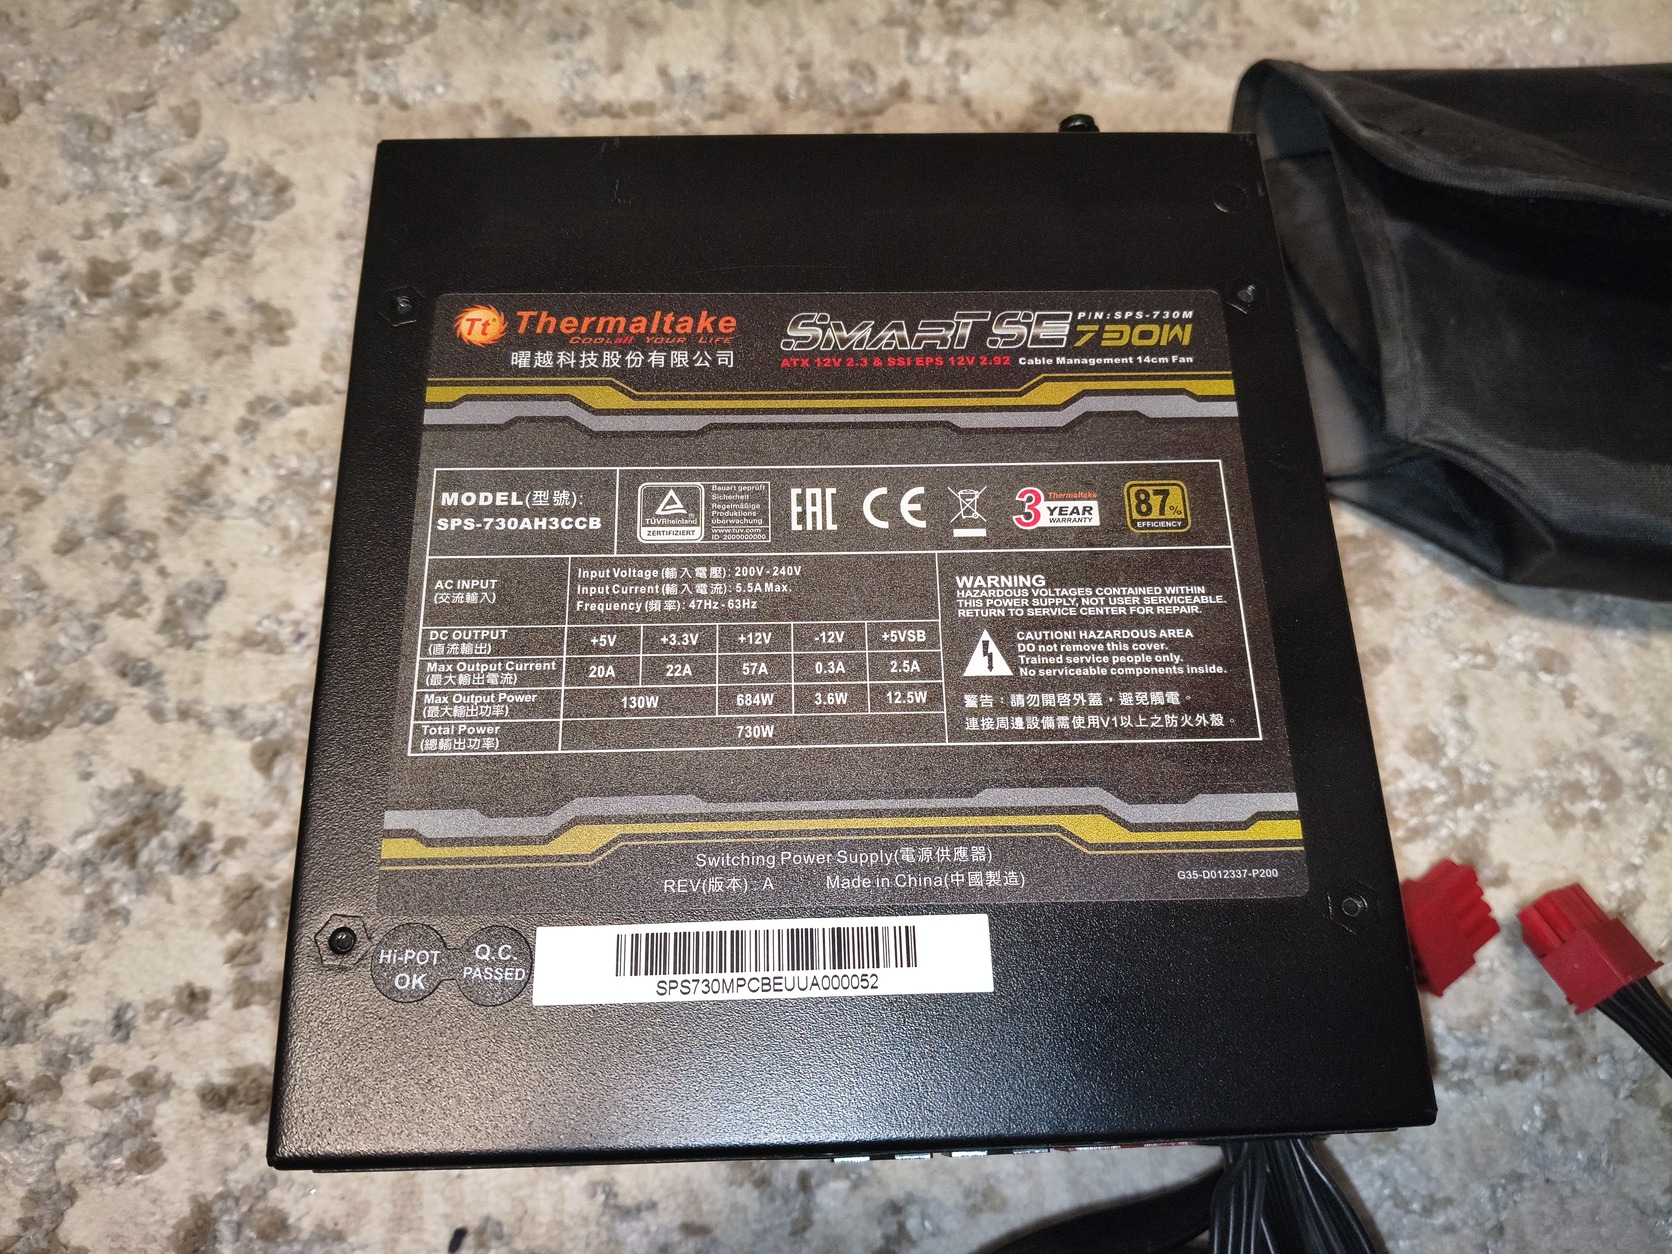 Tt Thermaltake
COOLall YOUR LIFE
曜越科技股份有限公司
SMART SE P/N:SPS-730M
730W
ATX 12V 2.3 & SSI EPS 12V 2.92 Cable Management 14cm Fan
MODEL(型號):
SPS-730AH3CCB
TÜVRheinland
ZERTIFIZIERT
Bauart geprüft
Sicherheit
Regelmäßige
Produktions
überwachung
www.tuv.com
ID 2000000000
EAC
CE
3 Thermaltake
YEAR
WARRANTY
87%
EFFICIENCY
AC INPUT
(交流輸入)
Input Voltage(輸入電壓): 200V-240V
Input Current(輸入電流): 5.5A Max.
Frequency(頻率): 47Hz-63Hz
DC OUTPUT
(直流輸出)
+5V +3.3V +12V -12V +5VSB
Max Output Current
(最大輸出電流)
20A 22A 57A 0.3A 2.5A
Max Output Power
(最大輸出功率)
130W 684W 3.6W 12.5W
Total Power
(總輸出功率)
730W
WARNING
HAZARDOUS VOLTAGES CONTAINED WITHIN
THIS POWER SUPPLY, NOT USER SERVICEABLE.
RETURN TO SERVICE CENTER FOR REPAIR.
CAUTION! HAZARDOUS AREA
DO not remove this cover.
Trained service people only.
No serviceable components inside.
警告：請勿開啓外蓋，避免觸電。
連接周邊設備需使用V1以上之防火外殼。
Switching Power Supply(電源供應器)
REV(版本): A Made in China(中國製造)
G35-D012337-P200
Hi-POT
OK
Q.C.
PASSED
SPS730MPCBEUUA000052